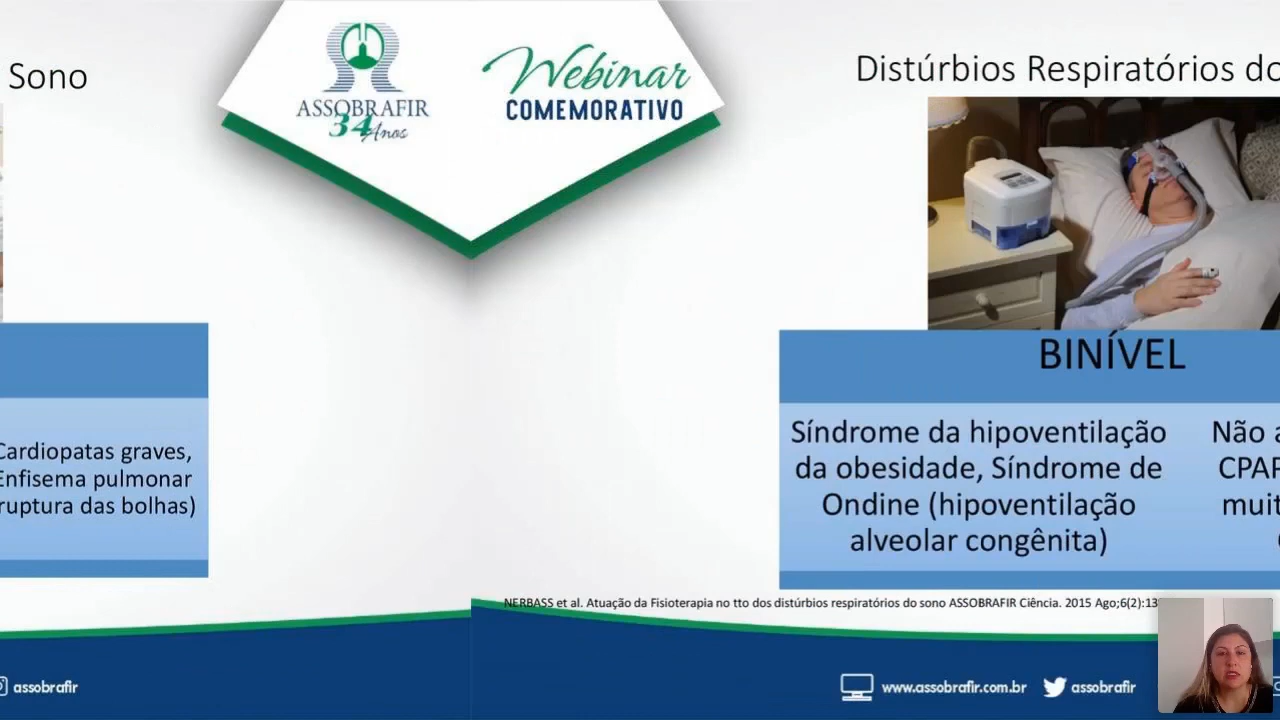 Sono
ASSOBRAFIR
34 Anos
Webinar
COMEMORATIVO
Distúrbios Respiratórios do
Cardiopatas graves,
Enfisema pulmonar
ruptura das bolhas)
BINÍVEL
Síndrome da hipoventilação
da obesidade, Síndrome de
Ondine (hipoventilação
alveolar congênita)
Não
CPAP
NERBASS et al. Atuação da Fisioterapia no tto dos distúrbios respiratórios do sono ASSOBRAFIR Ciência. 2015 Ago;6(2):13
assobrafir
www.assobrafir.com.br
assobrafir